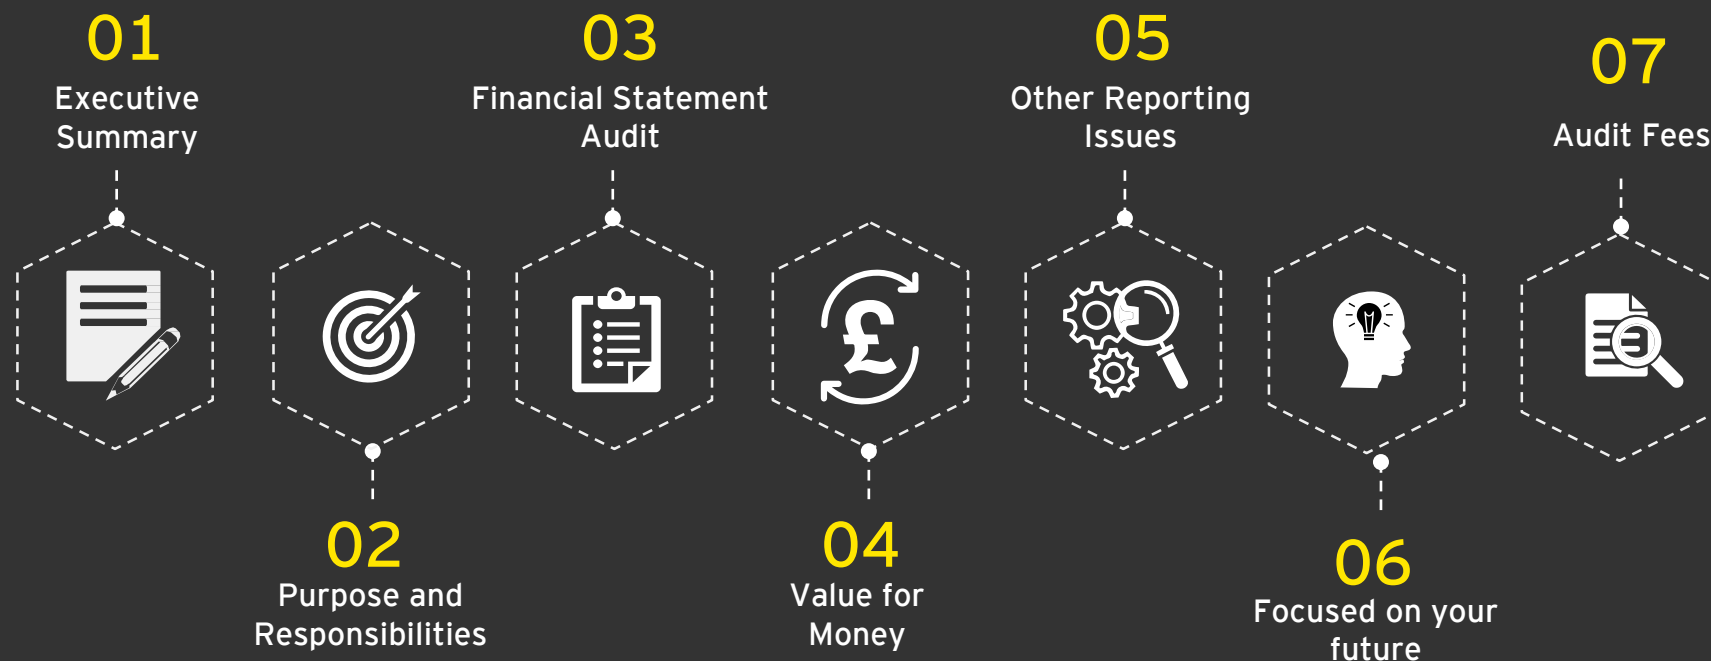 01
Executive
Summary
02
Purpose and
Responsibilities
03
Financial Statement
Audit
04
Value for
Money
05
Other Reporting
Issues
06
Focused on your
future
07
Audit Fees
£